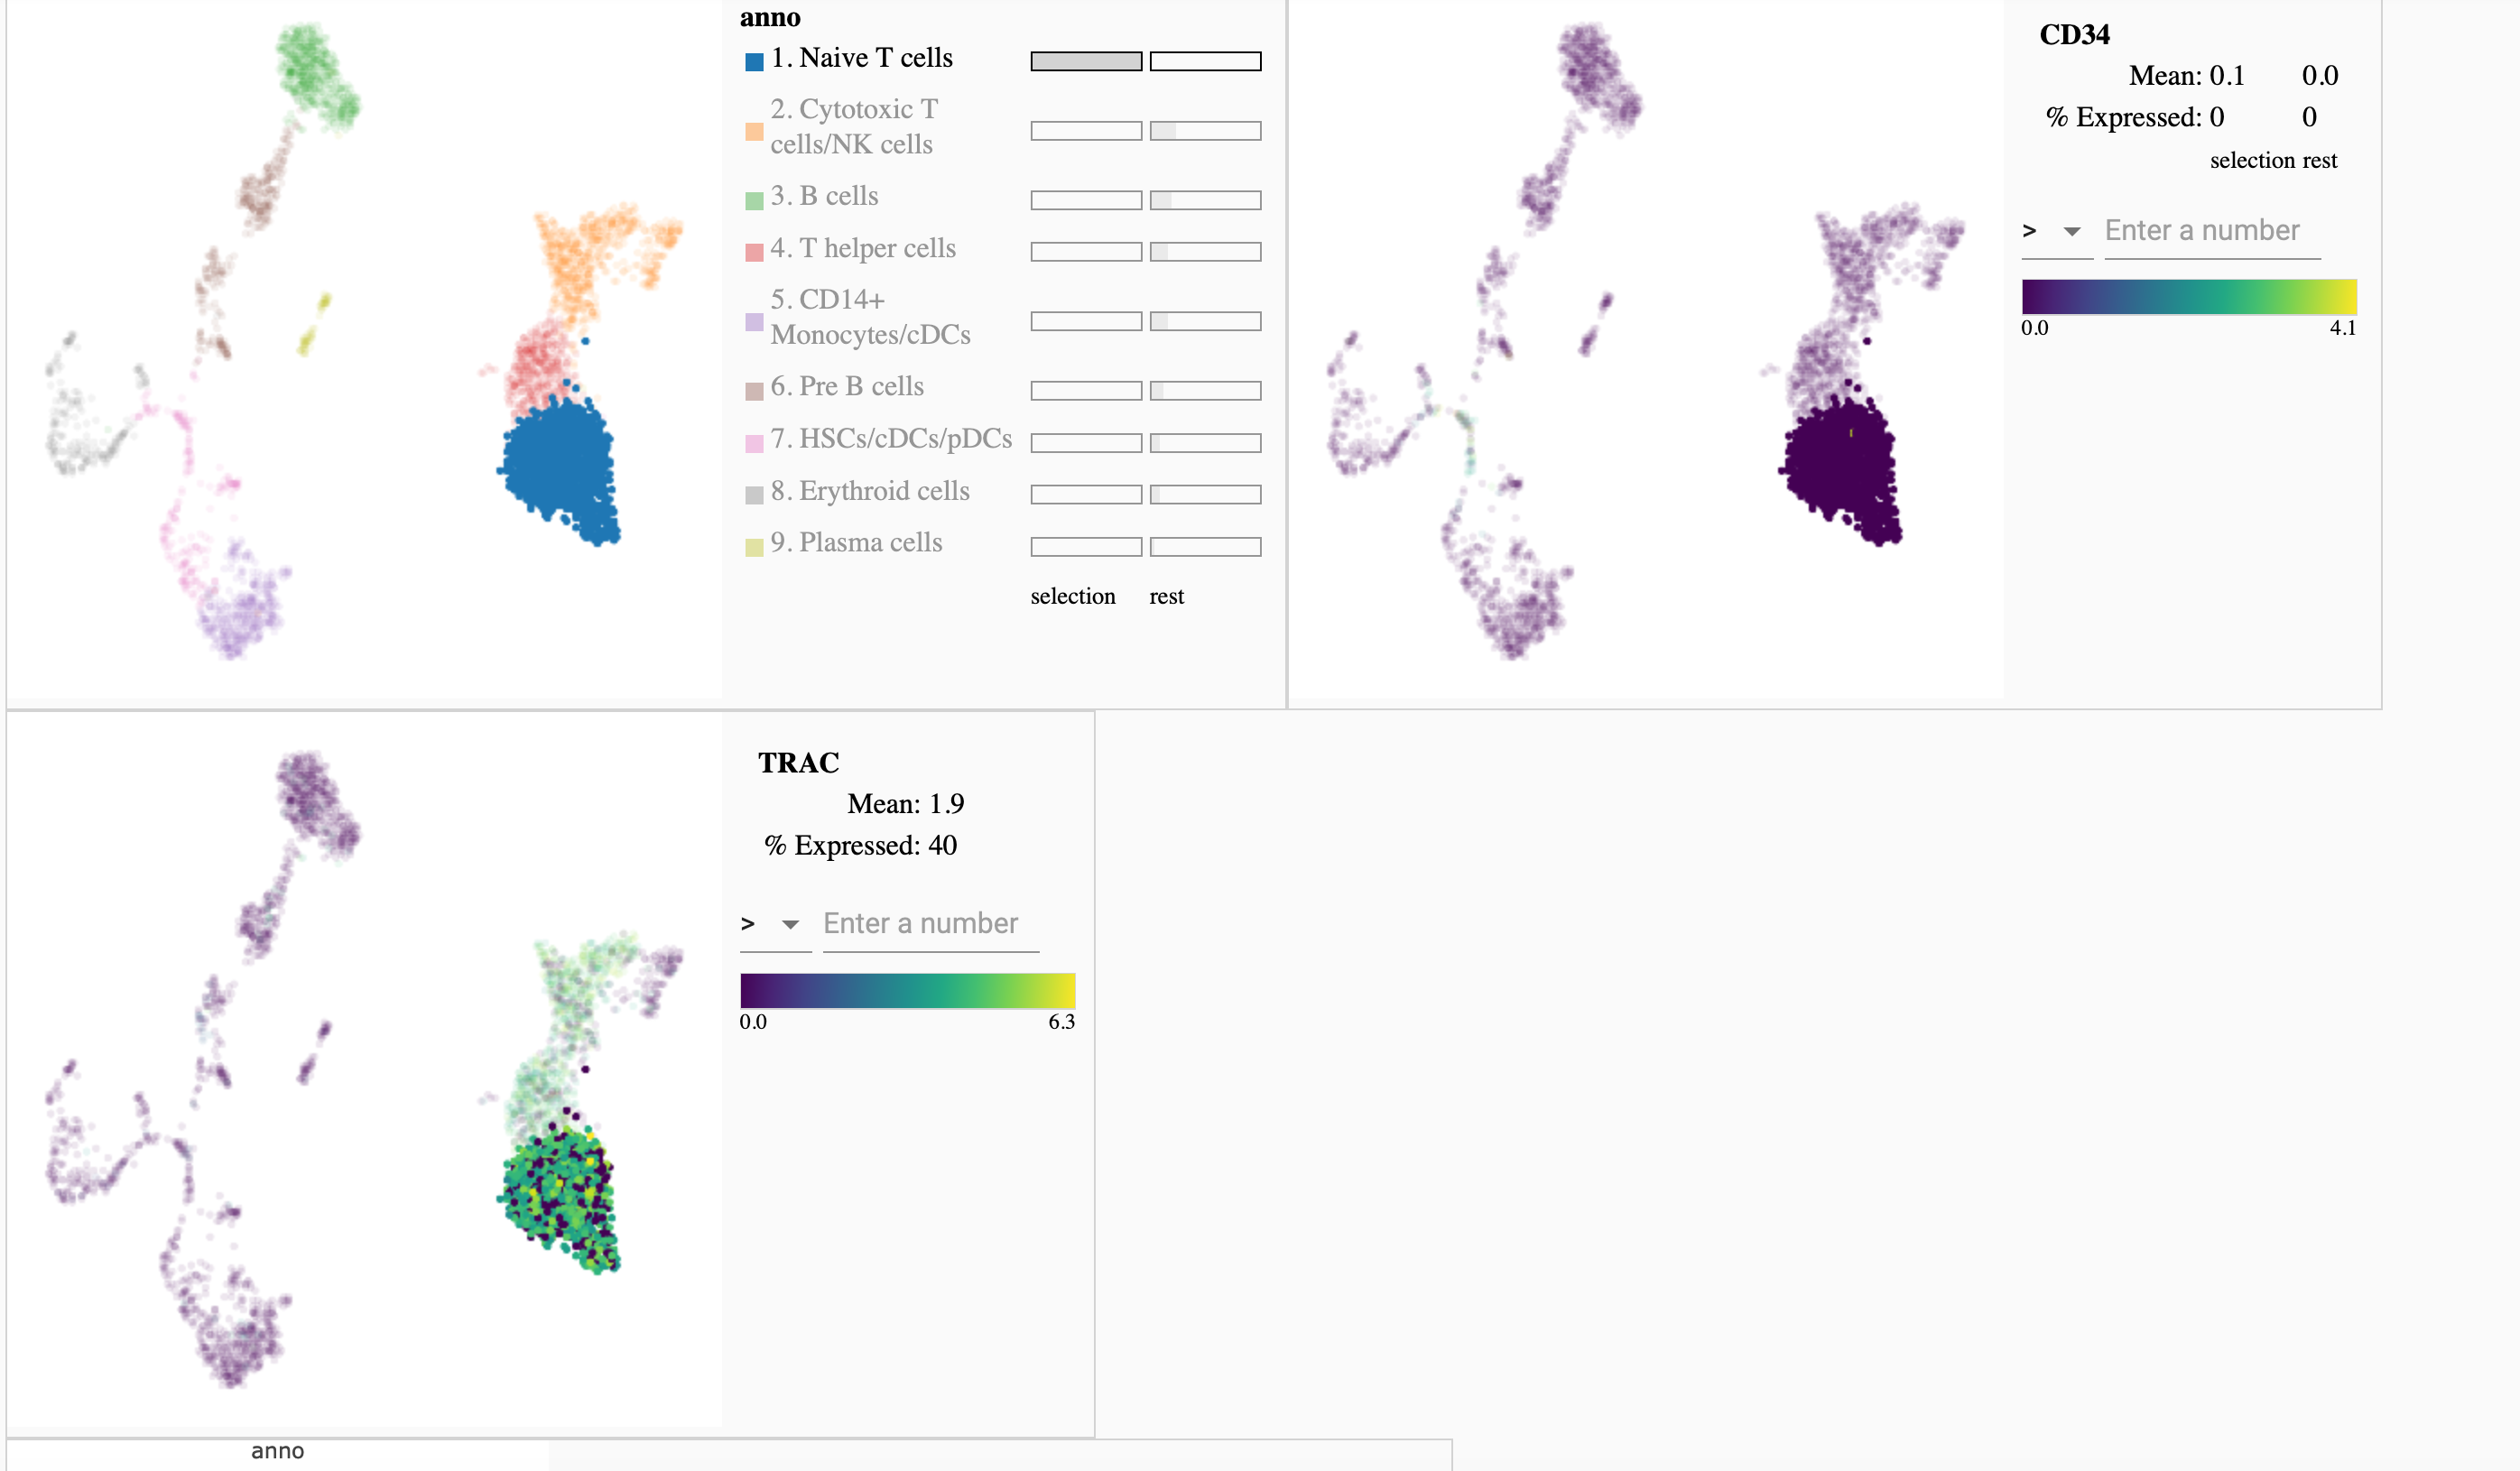 anno
1. Naive T cells
2. Cytotoxic T
cells/NK cells
3. B cells
4. T helper cells
5. CD14+
Monocytes/cDCs
6. Pre B cells
7. HSCs/cDCs/pDCs
8. Erythroid cells
9. Plasma cells
selection rest
CD34
Mean: 0.1 0.0
% Expressed: 0 0
selection rest
> Enter a number
0.0 4.1
TRAC
Mean: 1.9
% Expressed: 40
> Enter a number
0.0 6.3
anno